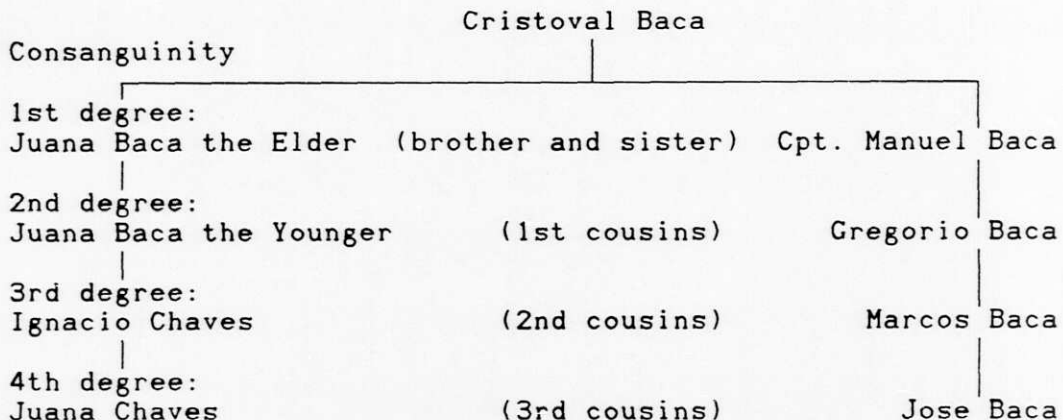 Cristoval Baca
Consanguinity
1st degree:
Juana Baca the Elder (brother and sister) Cpt. Manuel Baca
2nd degree:
Juana Baca the Younger (1st cousins) Gregorio Baca
3rd degree:
Ignacio Chaves (2nd cousins) Marcos Baca
4th degree:
Juana Chaves (3rd cousins) Jose Baca